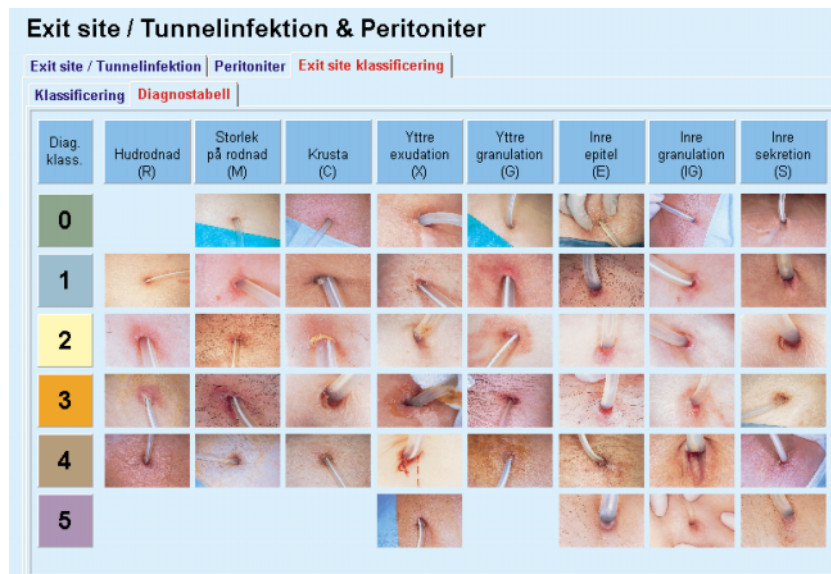 Exit site / Tunnelinfektion & Peritoniter
Exit site / Tunnelinfektion Peritoniter Exit site klassificering
Klassificering Diagnostabell
Diag. klass.
Hudrodnad (R)
Storlek på rodnad (M)
Krusta (C)
Yttre exudation (X)
Yttre granulation (G)
Inre epitel (E)
Inre granulation (IG)
Inre sekretion (S)
0
1
2
3
4
5